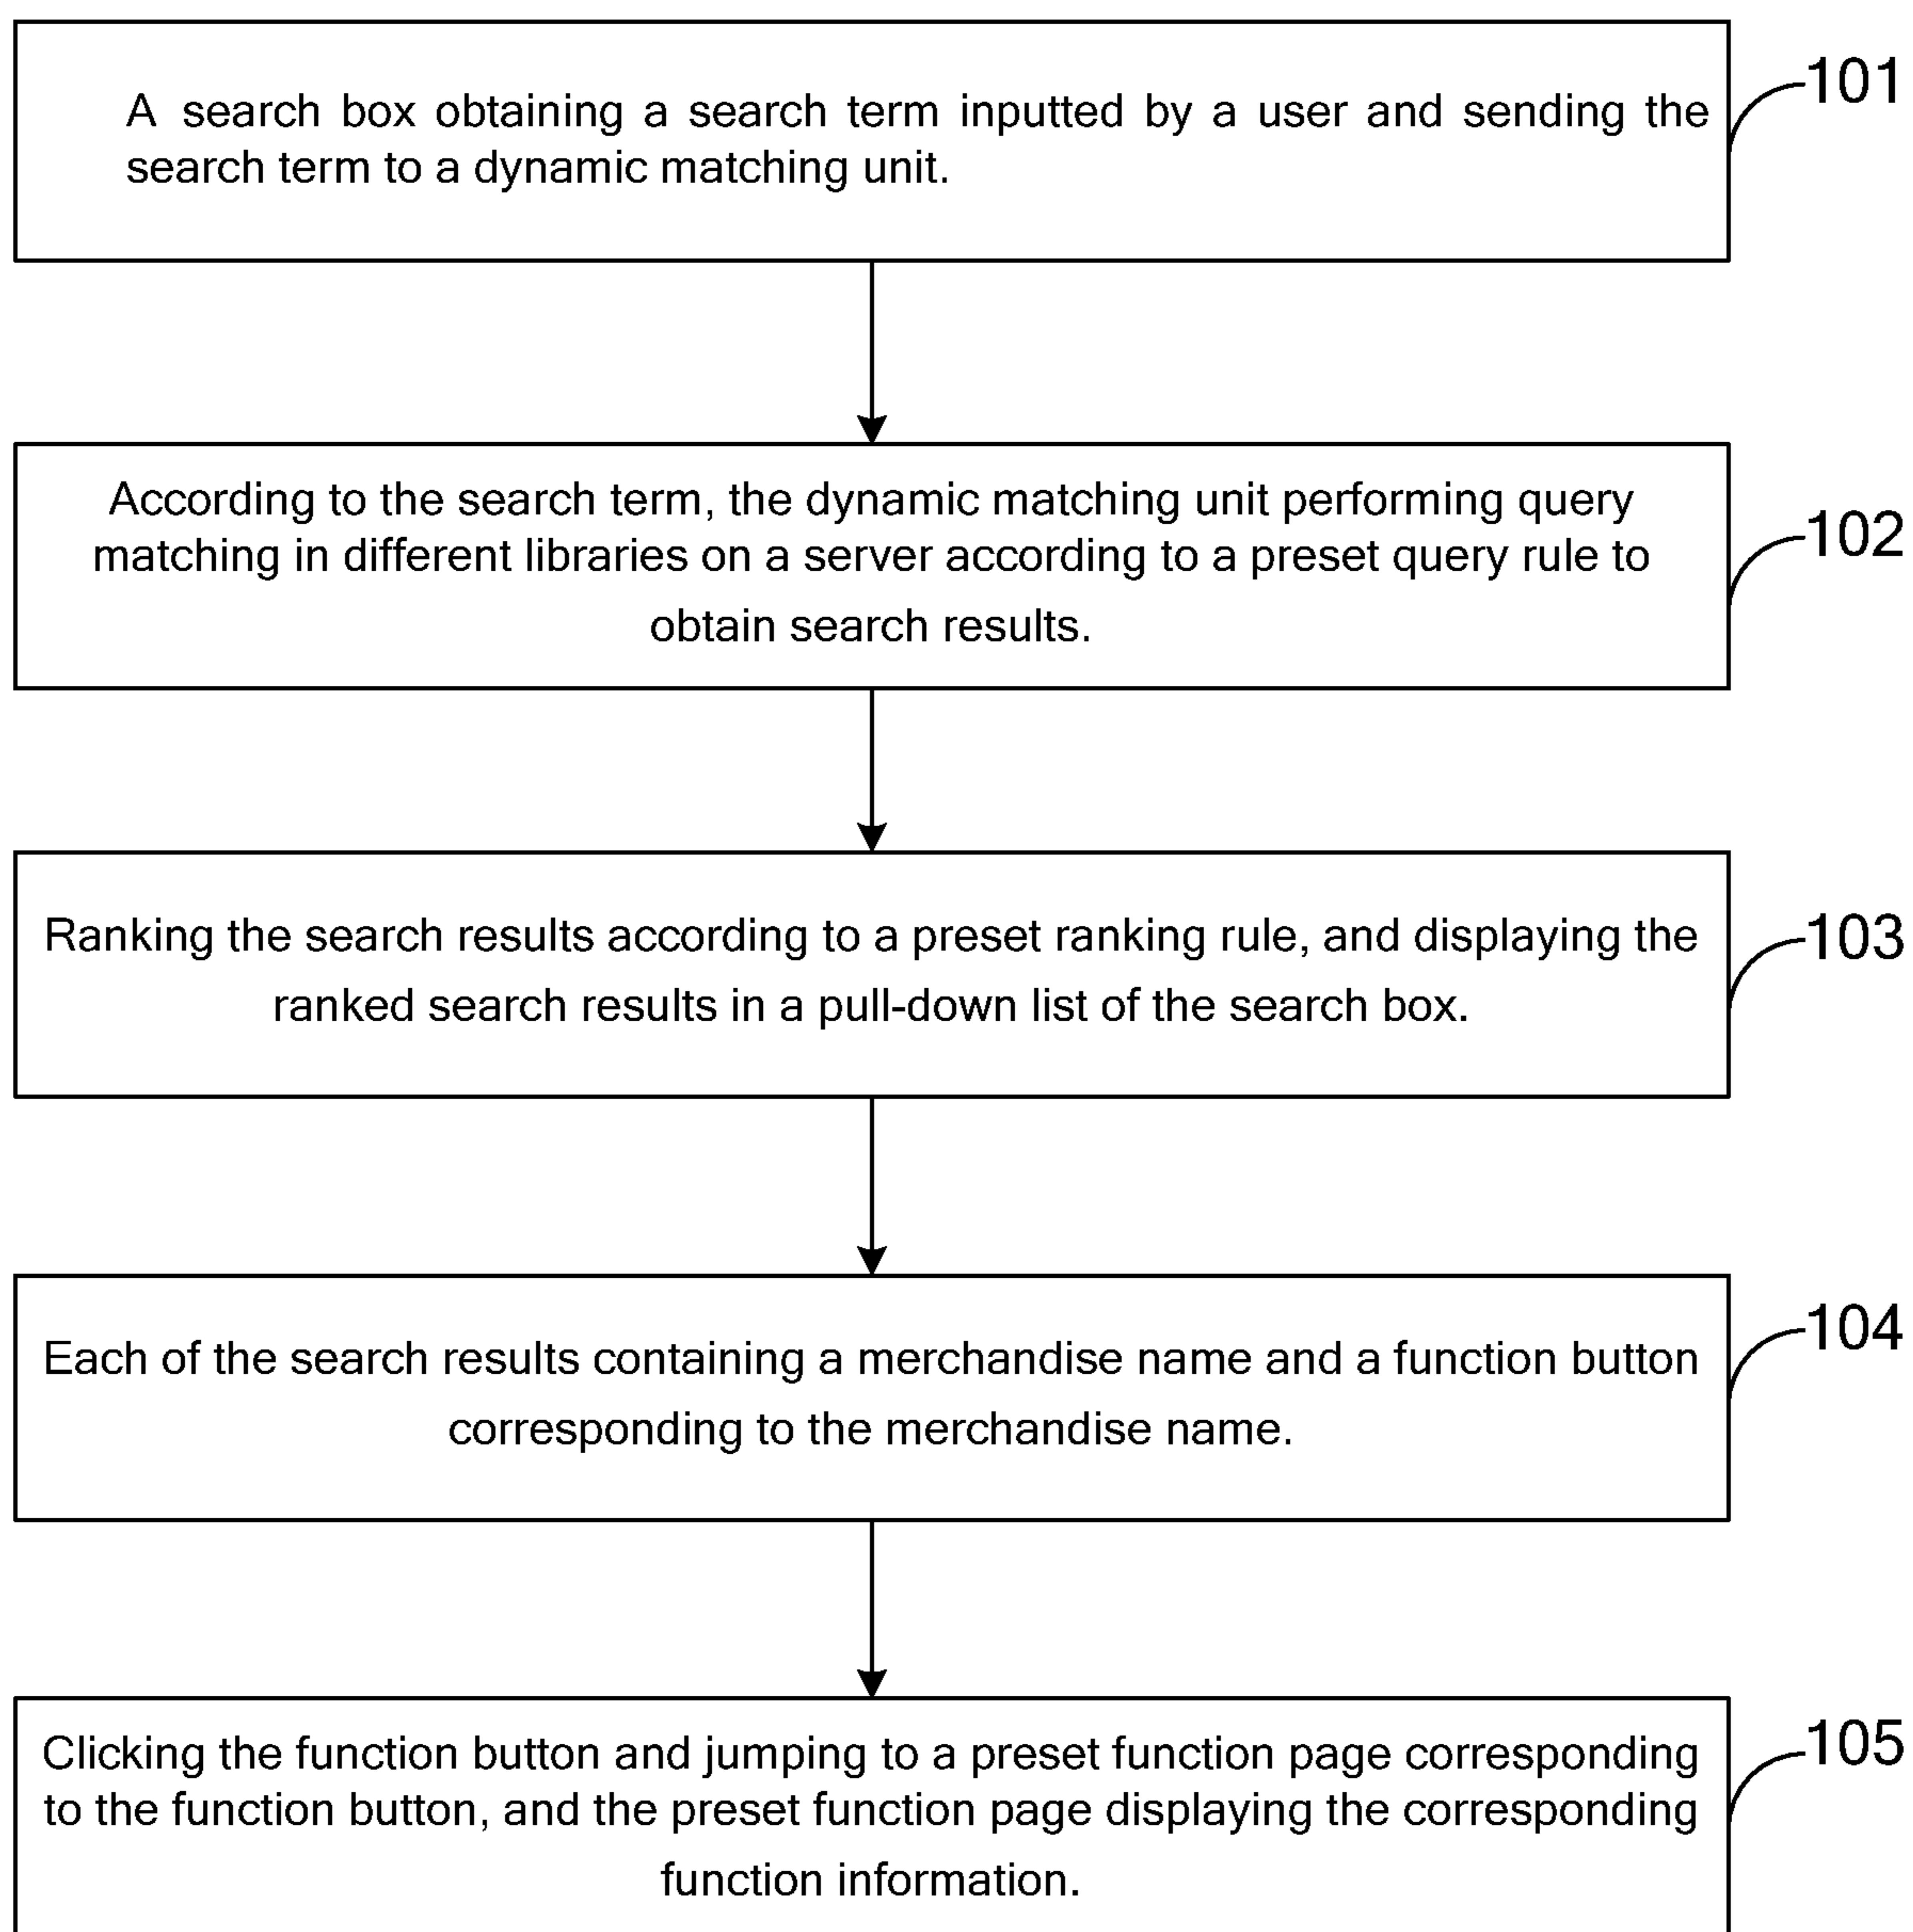 A search box obtaining a search term inputted by a user and sending the
search term to a dynamic matching unit.
101
According to the search term, the dynamic matching unit performing query
matching in different libraries on a server according to a preset query rule to
obtain search results.
102
Ranking the search results according to a preset ranking rule, and displaying the
ranked search results in a pull-down list of the search box.
103
Each of the search results containing a merchandise name and a function button
corresponding to the merchandise name.
104
Clicking the function button and jumping to a preset function page corresponding
to the function button, and the preset function page displaying the corresponding
function information.
105